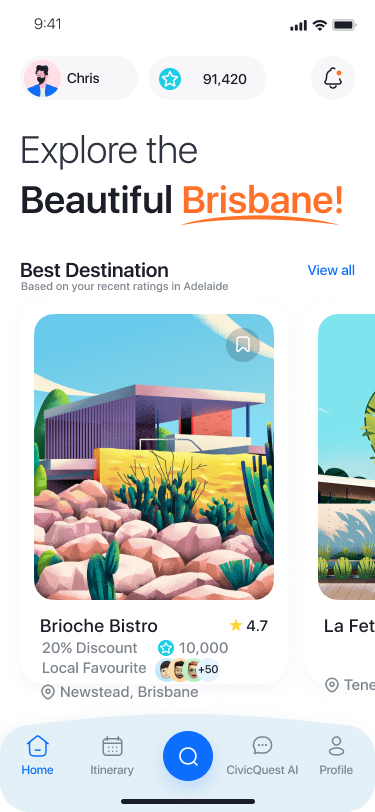 9:41
Chris 91,420
Explore the
Beautiful Brisbane!
Best Destination View all
Based on your recent ratings in Adelaide
Brioche Bistro 4.7
20% Discount 10,000
Local Favourite +50
Newstead, Brisbane
La Fet
Tene
Home Itinerary CivicQuest AI Profile